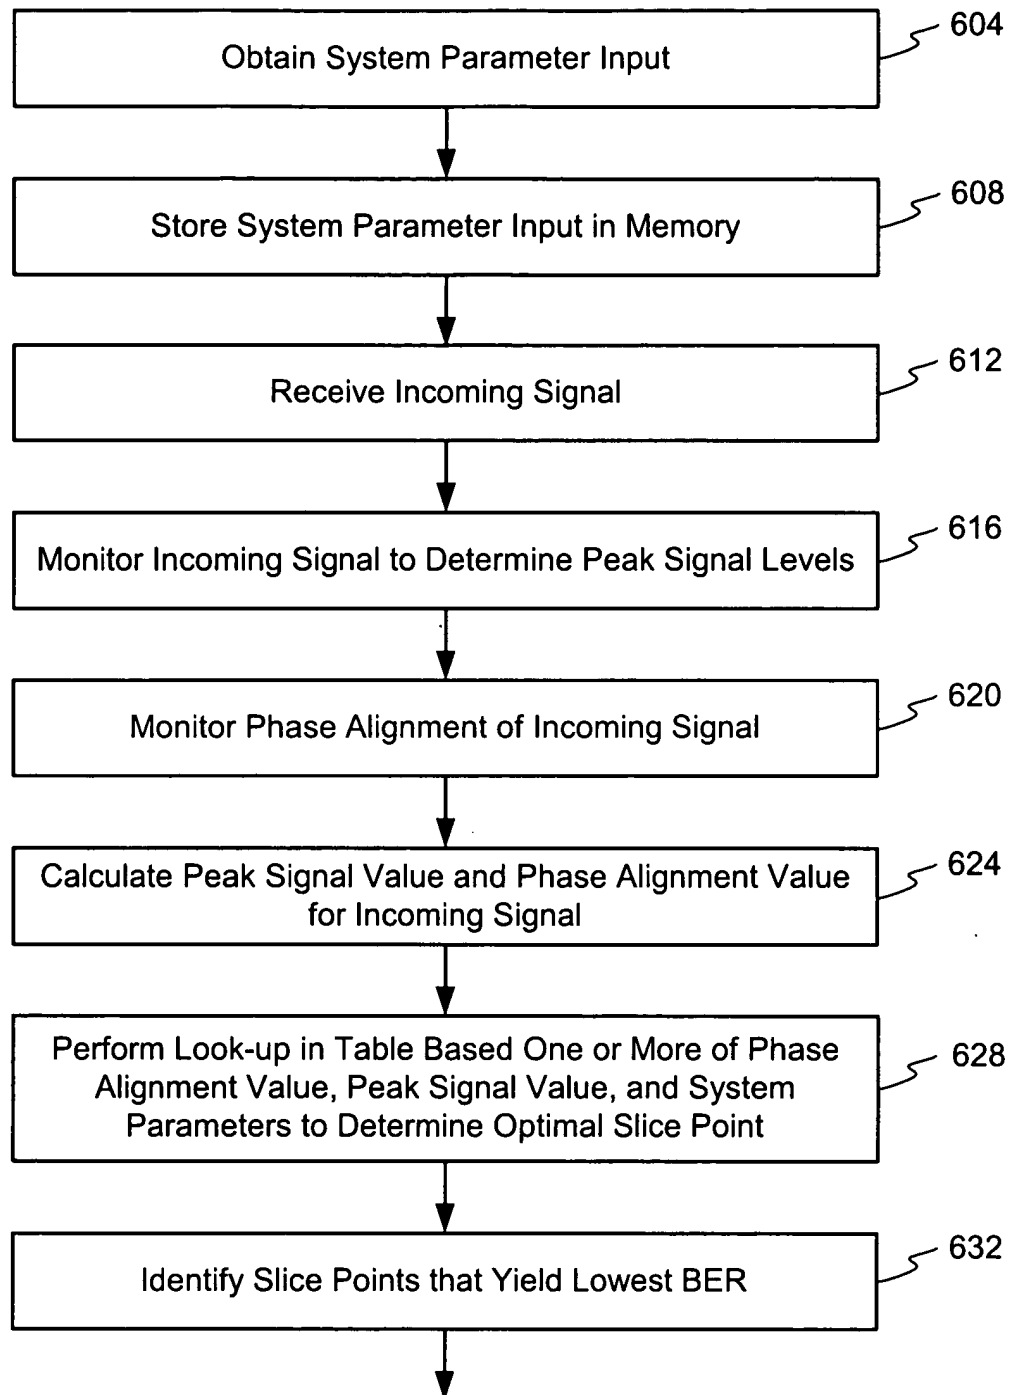 Obtain System Parameter Input
604
Store System Parameter Input in Memory
608
Receive Incoming Signal
612
Monitor Incoming Signal to Determine Peak Signal Levels
616
Monitor Phase Alignment of Incoming Signal
620
Calculate Peak Signal Value and Phase Alignment Value
for Incoming Signal
624
Perform Look-up in Table Based One or More of Phase
Alignment Value, Peak Signal Value, and System
Parameters to Determine Optimal Slice Point
628
Identify Slice Points that Yield Lowest BER
632